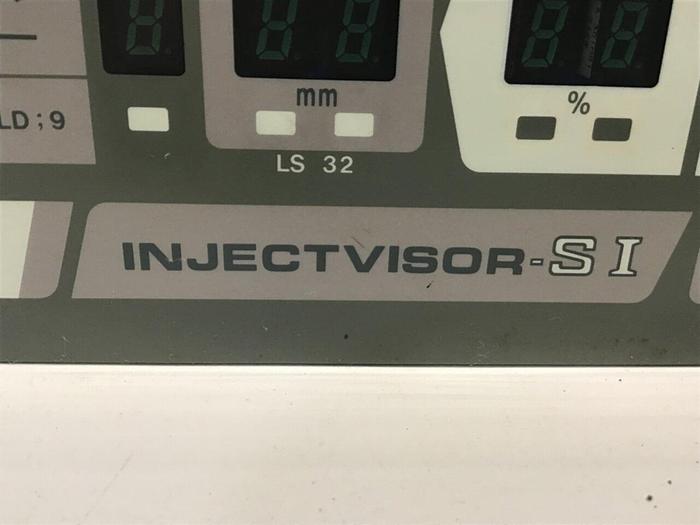 mm
%
LD;9
LS 32
INJECTVISOR-SI